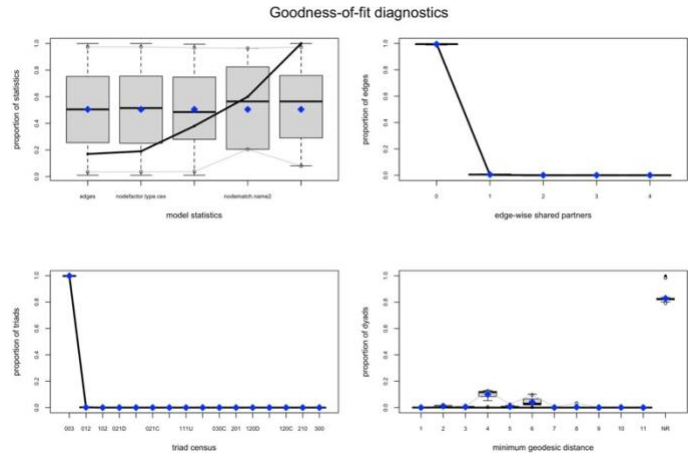 Goodness-of-fit diagnostics
proportion of statistics
0.0 0.2 0.4 0.6 0.8 1.0
edges nodefactor.type.cex nodematch.name2
model statistics
proportion of edges
0.0 0.2 0.4 0.6 0.8 1.0
0 1 2 3 4
edge-wise shared partners
proportion of triads
0.0 0.2 0.4 0.6 0.8 1.0
003 012 102 021D 021C 111U 030C 201 120D 120C 210 300
triad census
proportion of dyads
0.0 0.2 0.4 0.6 0.8 1.0
1 2 3 4 5 6 7 8 9 10 11 NR
minimum geodesic distance